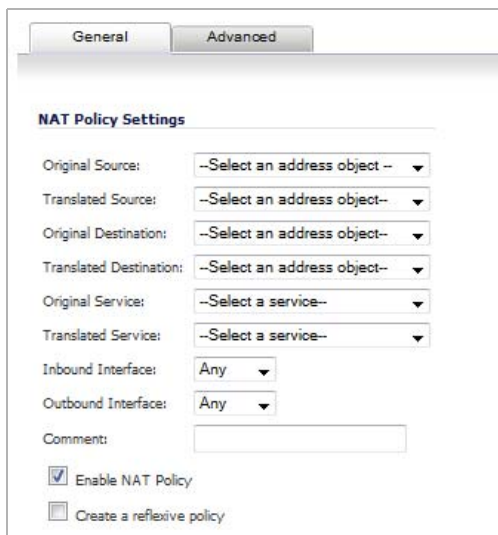 General Advanced
NAT Policy Settings
Original Source: --Select an address object --
Translated Source: --Select an address object--
Original Destination: --Select an address object--
Translated Destination: --Select an address object--
Original Service: --Select a service--
Translated Service: --Select a service--
Inbound Interface: Any
Outbound Interface: Any
Comment:
Enable NAT Policy
Create a reflexive policy